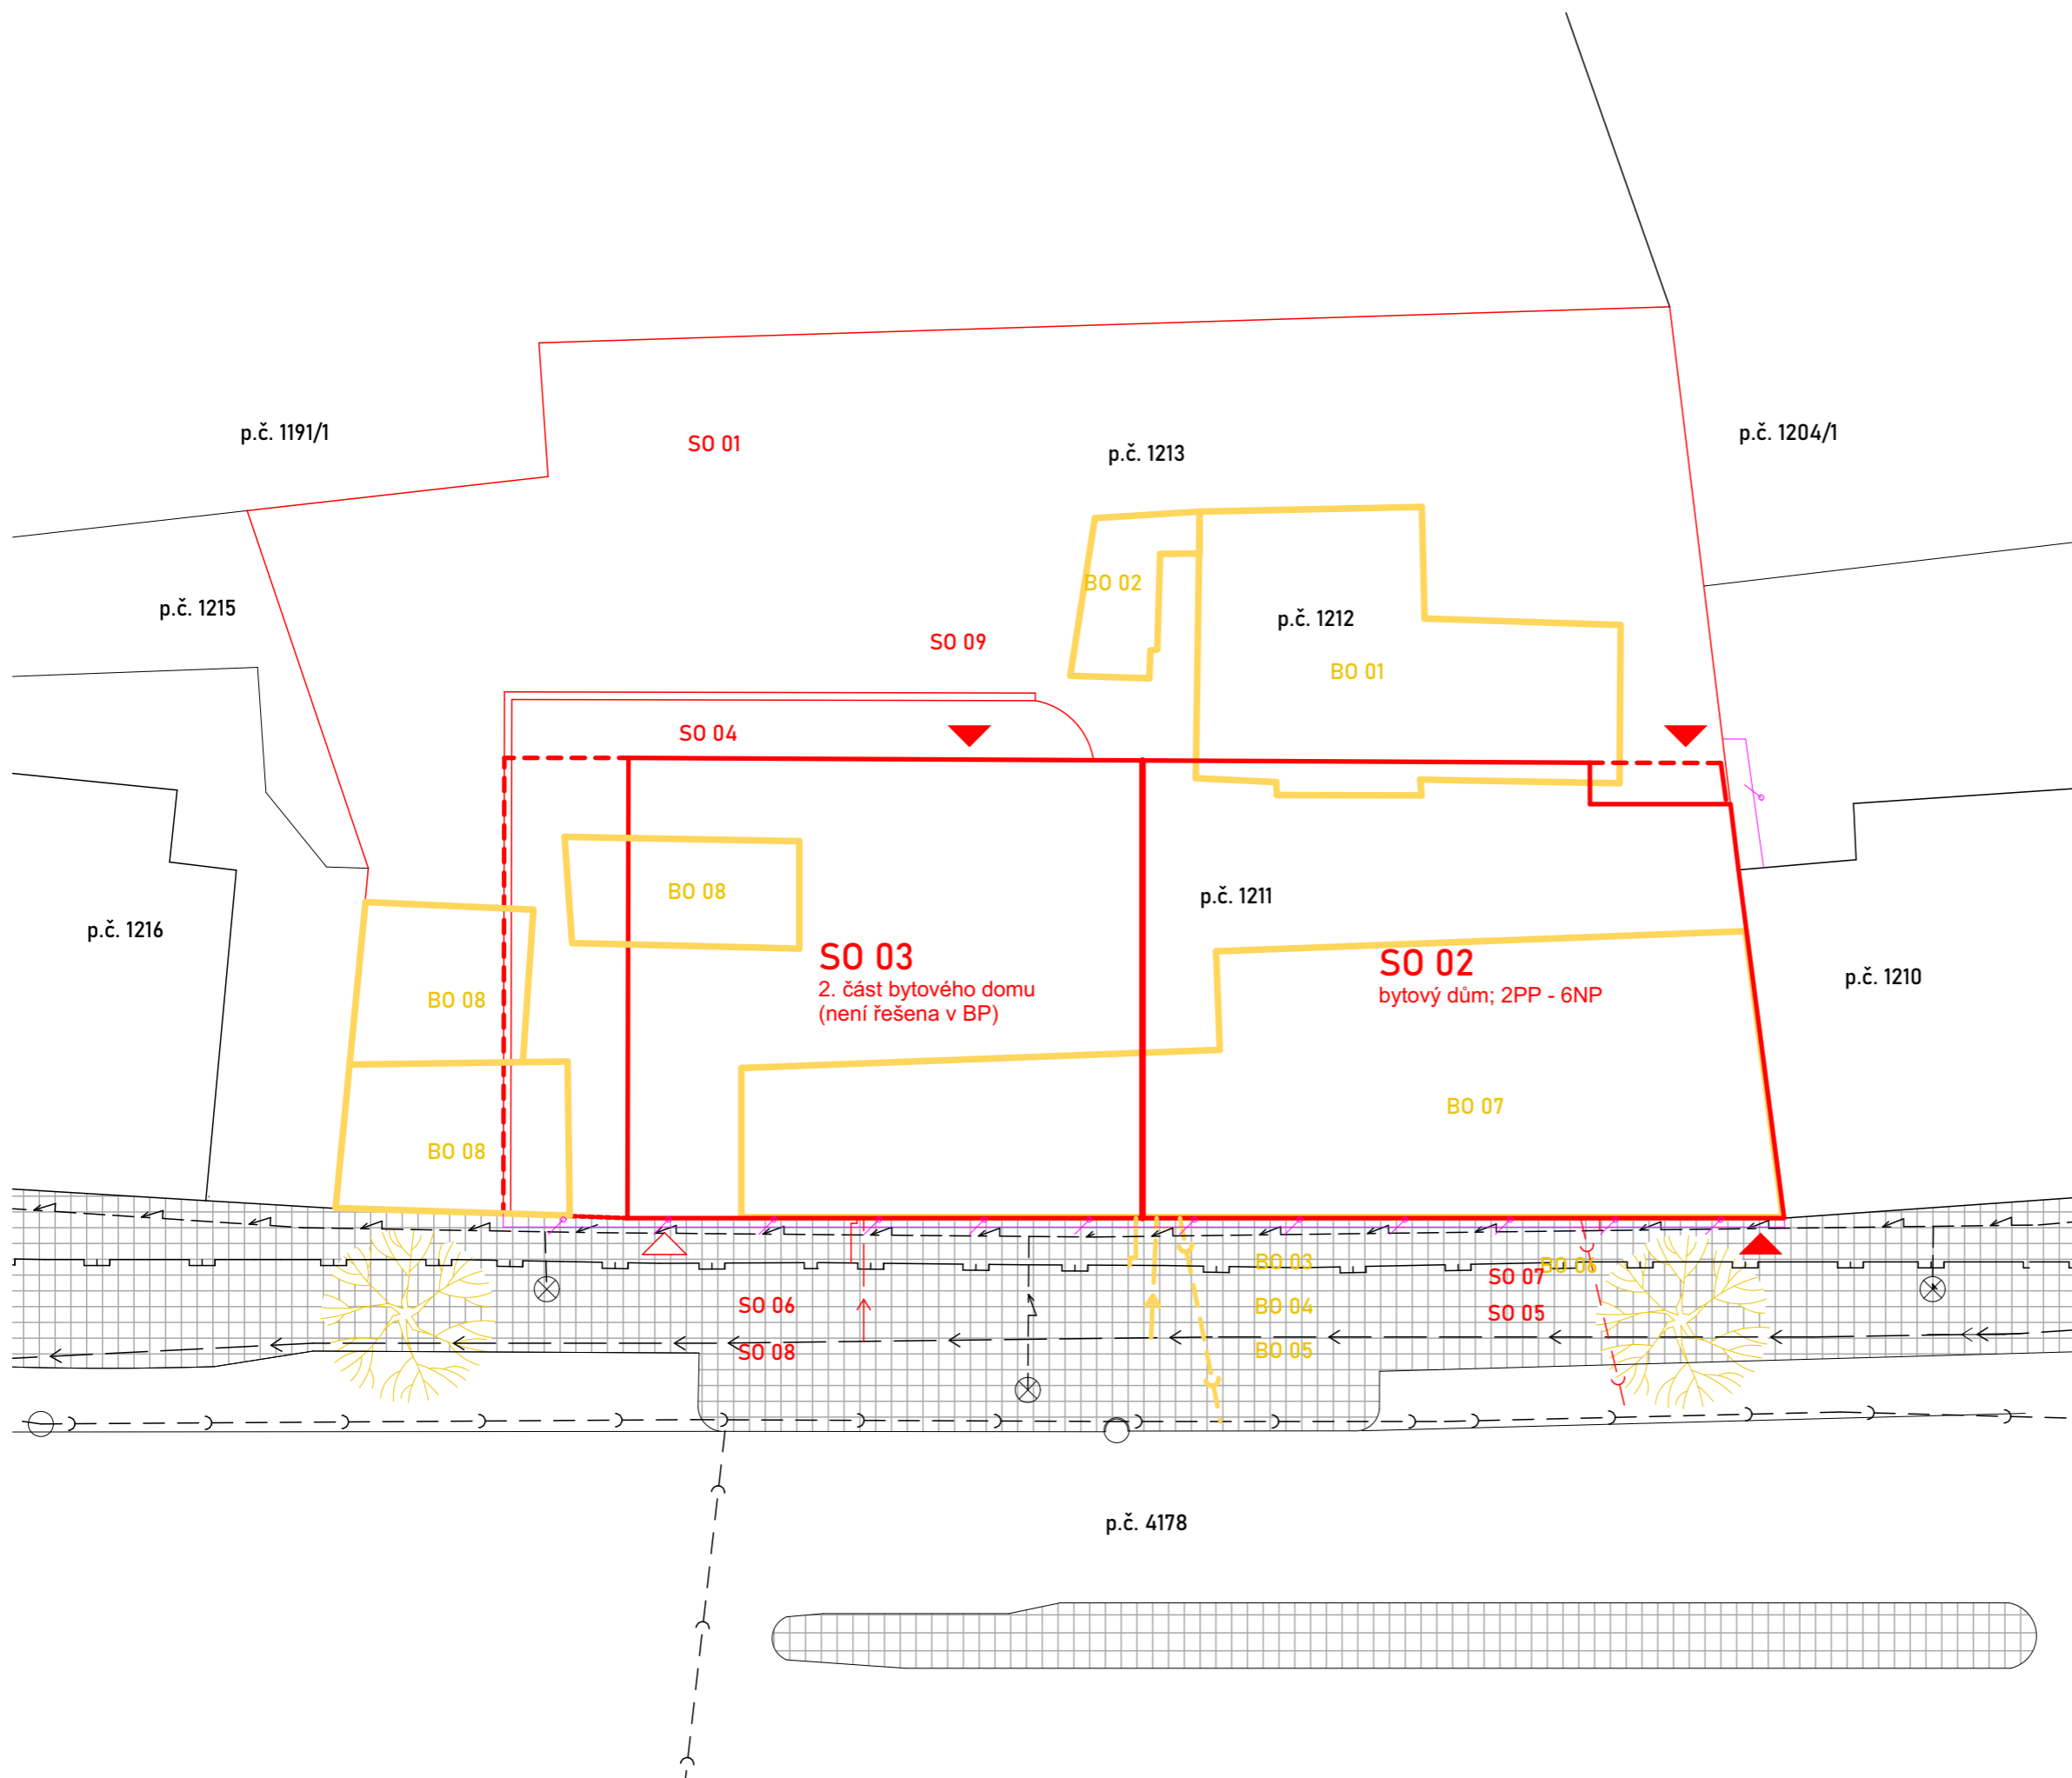 p.č. 1191/1
SO 01
p.č. 1213
p.č. 1204/1
BO 02
p.č. 1215
p.č. 1212
SO 09
BO 01
SO 04
BO 08
p.č. 1211
p.č. 1216
SO 03
2. část bytového domu
(není řešena v BP)
SO 02
bytový dům; 2PP - 6NP
p.č. 1210
BO 08
BO 07
BO 08
BO 03
BO 06
SO 07
SO 06
BO 04
SO 05
SO 08
BO 05
p.č. 4178